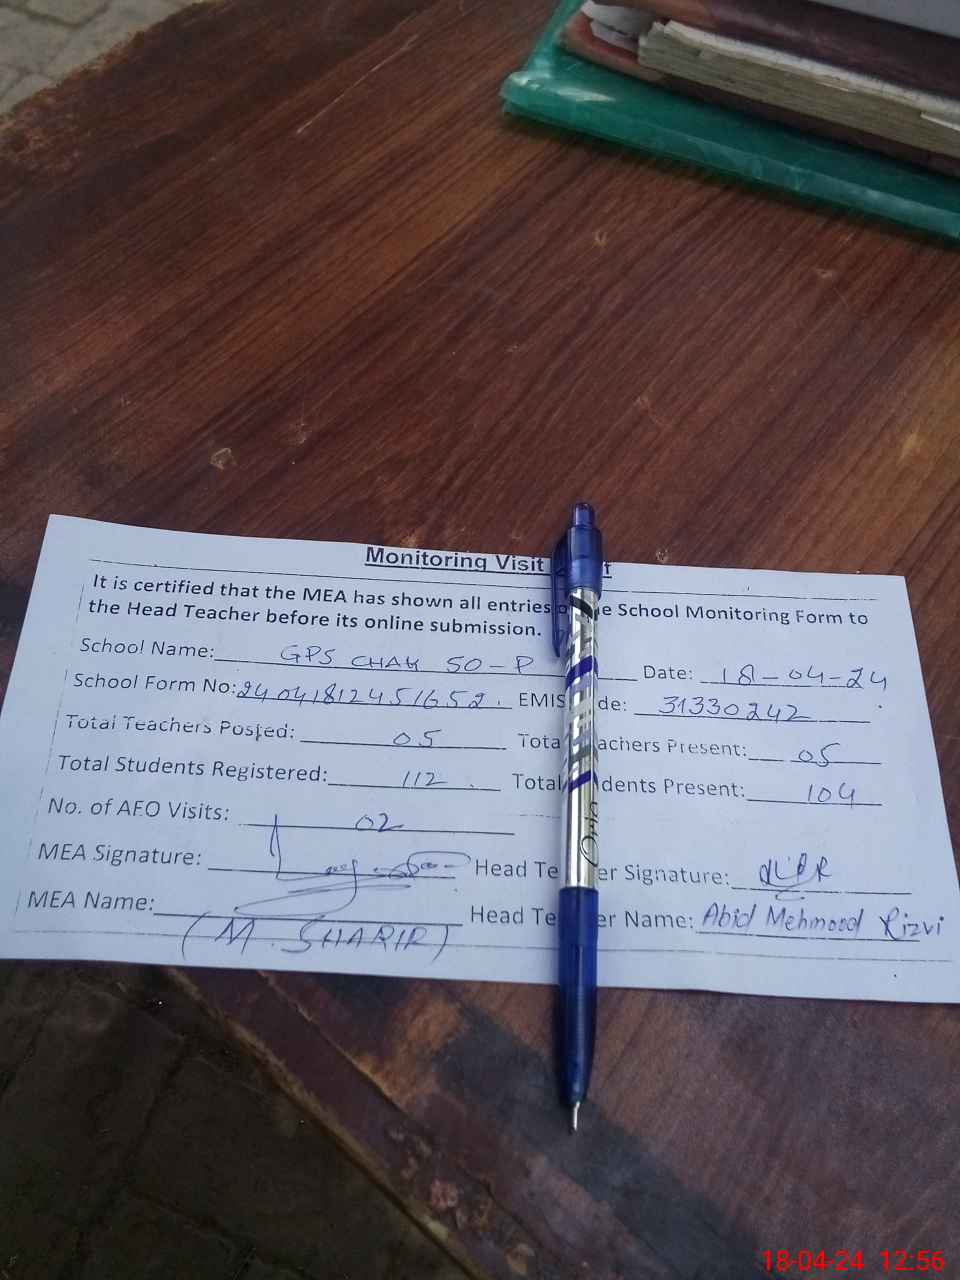 Monitoring Visit
It is certified that the MEA has shown all entries School Monitoring Form to
the Head Teacher before its online submission.
School Name: GPS CHAK 50-P Date: 18-04-24
School Form No: 24041812451652. EMIS de: 31330242
Total Teachers Posted: 05 Tota achers Present: 05
Total Students Registered: 112 Total dents Present: 104
No. of AEO Visits: 02
MEA Signature: Head Te er Signature:
MEA Name: Head Te er Name: Abid Mehmood Rizvi
(M. SHARIF)
18-04-24 12:56